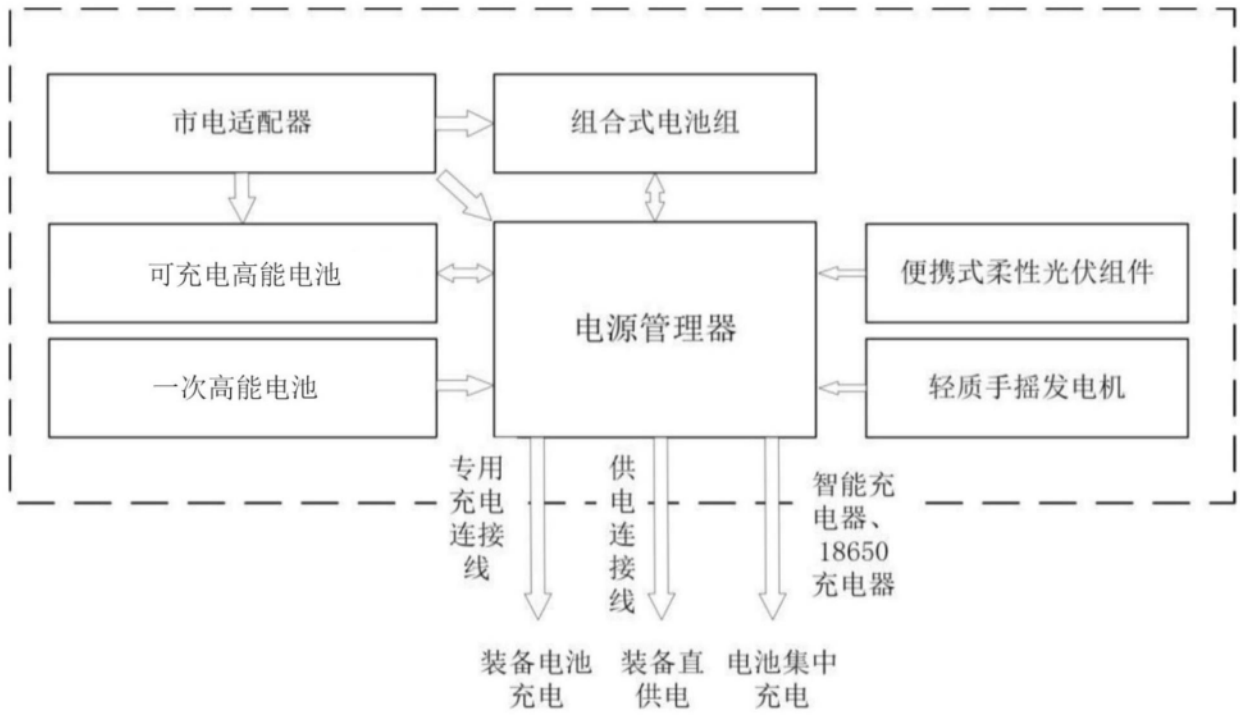 市电适配器
组合式电池组
可充电高能电池
电源管理器
便携式柔性光伏组件
一次高能电池
轻质手摇发电机
专用
充电
连接
线
供
电
连
接
线
智能充
电器、
18650
充电器
装备电池
充电
装备直
供电
电池集中
充电